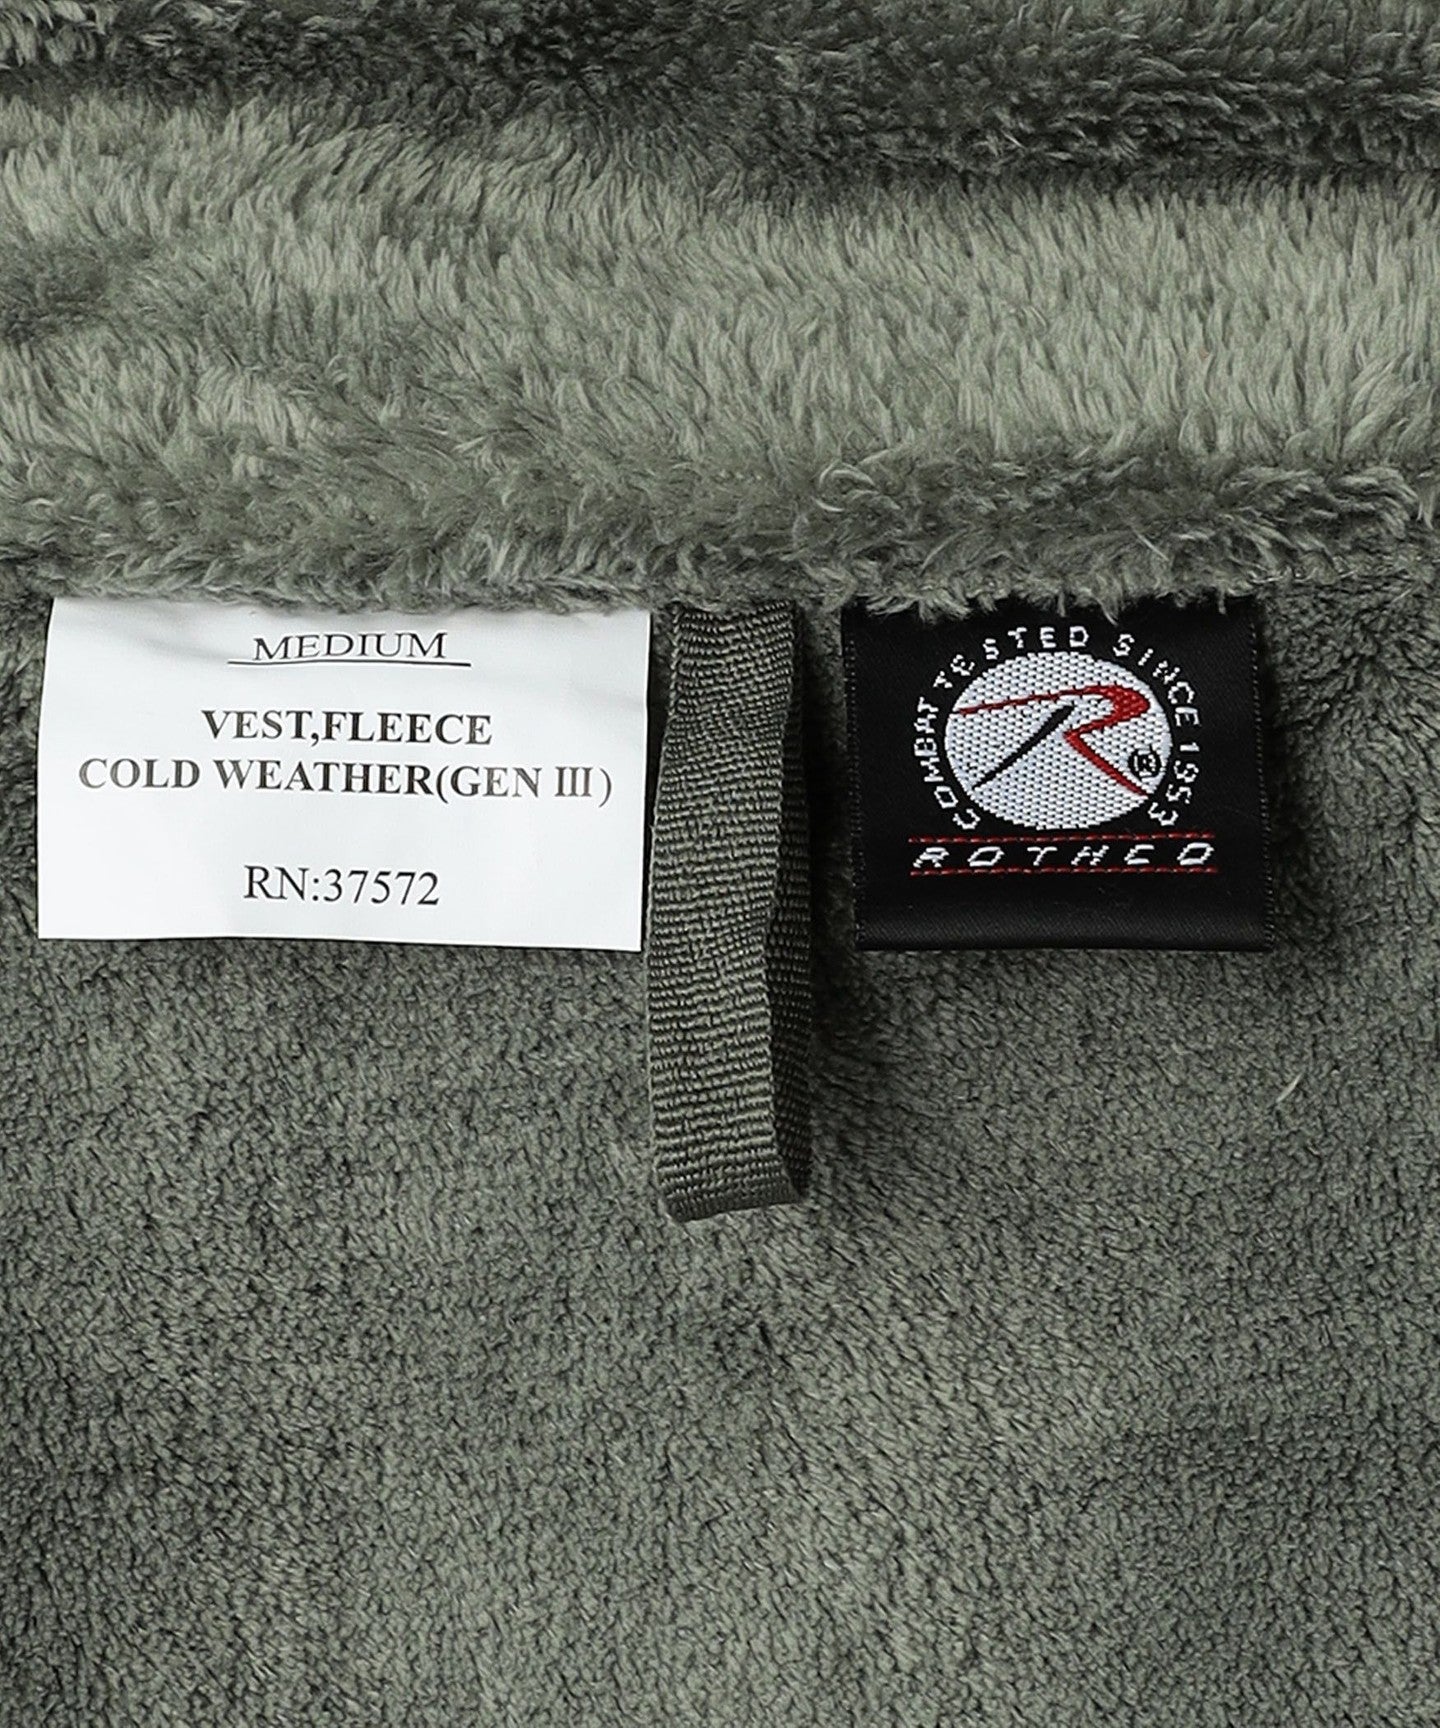 MEDIUM
VEST,FLEECE
COLD WEATHER(GEN III)
RN:37572
COMBAT TESTED SINCE 1953
R®
ROTHCO